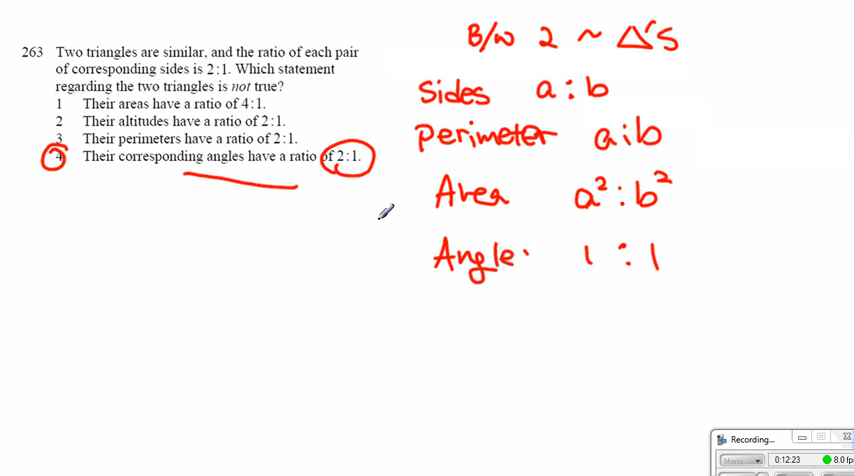 263 Two triangles are similar, and the ratio of each pair
of corresponding sides is 2:1. Which statement
regarding the two triangles is not true?
1 Their areas have a ratio of 4:1.
2 Their altitudes have a ratio of 2:1.
3 Their perimeters have a ratio of 2:1.
4 Their corresponding angles have a ratio of 2:1.
B/W 2 ~ Δ'S
Sides a : b
Perimeter a : b
Area a² : b²
Angle. 1 : 1
Recording...
Menu 0:12:23 8.0 fp